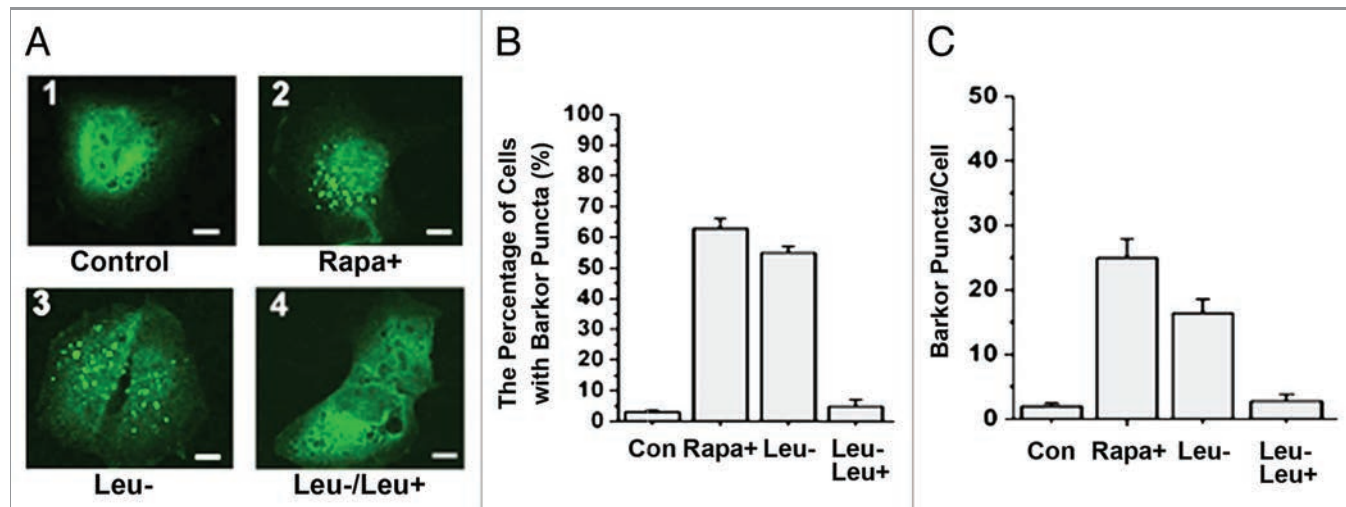 A
1
2
Control
Rapa+
3
4
Leu-
Leu-/Leu+
B
The Percentage of Cells
with Barkor Puncta (%)
100
90
80
70
60
50
40
30
20
10
0
Con Rapa+ Leu- Leu-
Leu+
C
Barkor Puncta/Cell
50
40
30
20
10
0
Con Rapa+ Leu- Leu-
Leu+